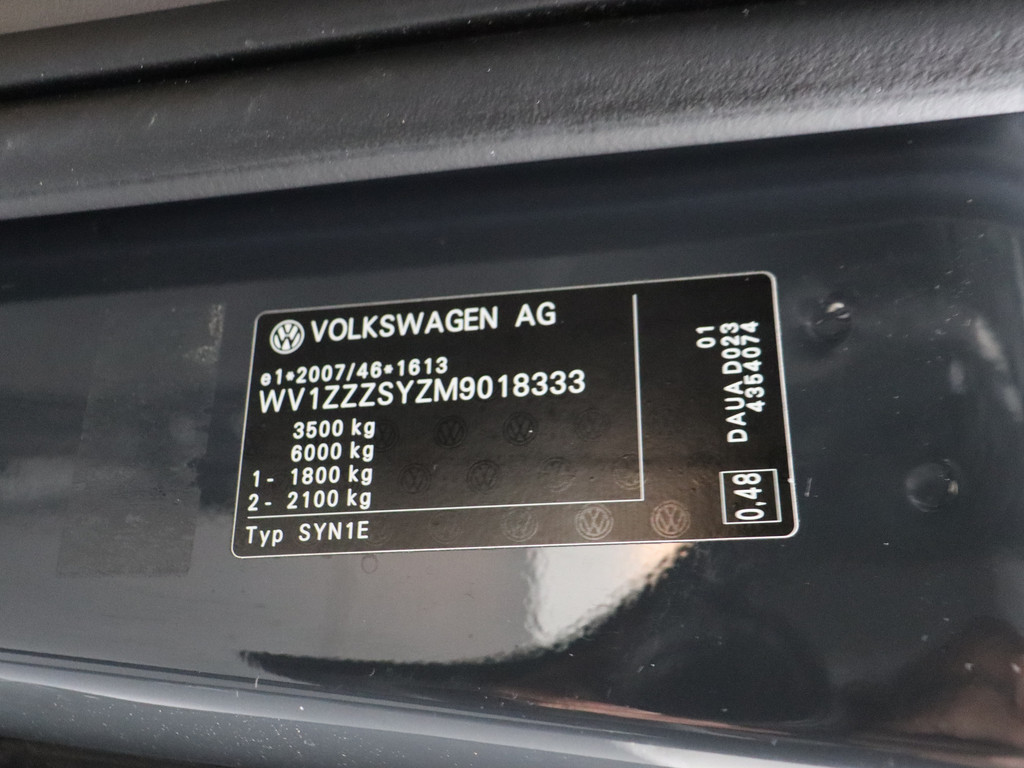 VOLKSWAGEN AG
e1*2007/46*1613
WV1ZZZSYZM9018333
3500 kg
6000 kg
1- 1800 kg
2- 2100 kg
Typ SYN1E
01
DAUA D023
4354074
0,48